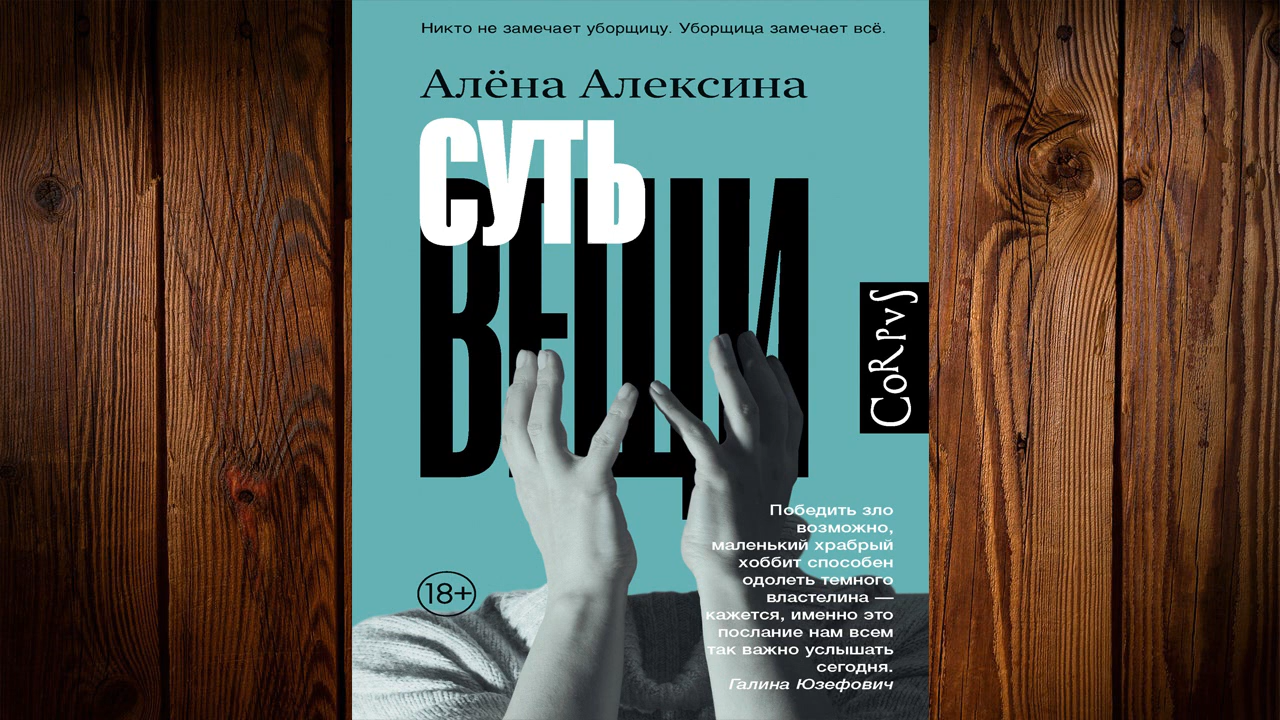 Никто не замечает уборщицу. Уборщица замечает всё.
Алёна Алексина
СУТЬ
ВЕЩИ
CoRPvS
Победить зло
возможно,
маленький храбрый
хоббит способен
одолеть темного
властелина —
кажется, именно это
послание нам всем
так важно услышать
сегодня.
Галина Юзефович
18+